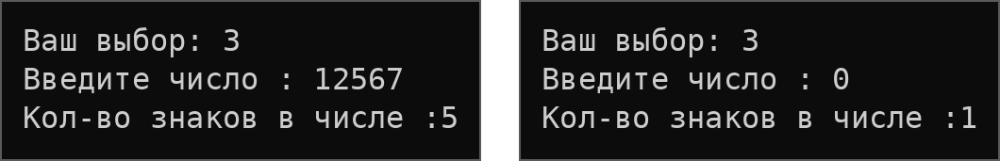 Ваш выбор: 3
Введите число : 12567
Кол-во знаков в числе :5
Ваш выбор: 3
Введите число : 0
Кол-во знаков в числе :1